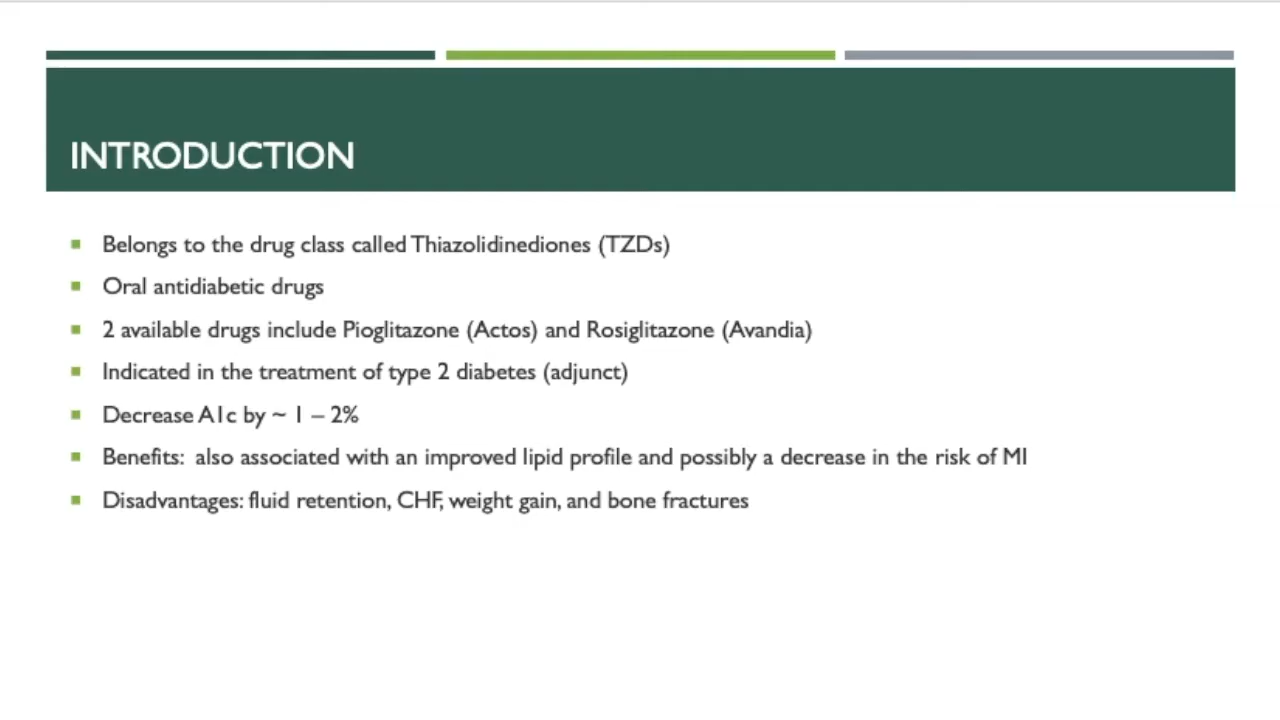 INTRODUCTION
Belongs to the drug class called Thiazolidinediones (TZDs)
Oral antidiabetic drugs
2 available drugs include Pioglitazone (Actos) and Rosiglitazone (Avandia)
Indicated in the treatment of type 2 diabetes (adjunct)
Decrease A1c by ~ 1 – 2%
Benefits:  also associated with an improved lipid profile and possibly a decrease in the risk of MI
Disadvantages: fluid retention, CHF, weight gain, and bone fractures